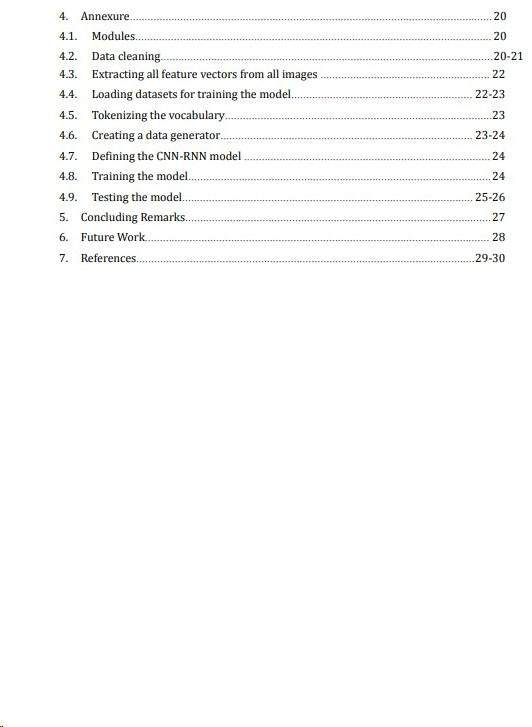 4. Annexure........................................................................................................................ 20
4.1. Modules...................................................................................................................... 20
4.2. Data cleaning..............................................................................................................20-21
4.3. Extracting all feature vectors from all images ........................................................ 22
4.4. Loading datasets for training the model............................................................ 22-23
4.5. Tokenizing the vocabulary.........................................................................................23
4.6. Creating a data generator.................................................................................... 23-24
4.7. Defining the CNN-RNN model .................................................................................. 24
4.8. Training the model.................................................................................................... 24
4.9. Testing the model................................................................................................ 25-26
5. Concluding Remarks......................................................................................................27
6. Future Work.................................................................................................................. 28
7. References................................................................................................................29-30